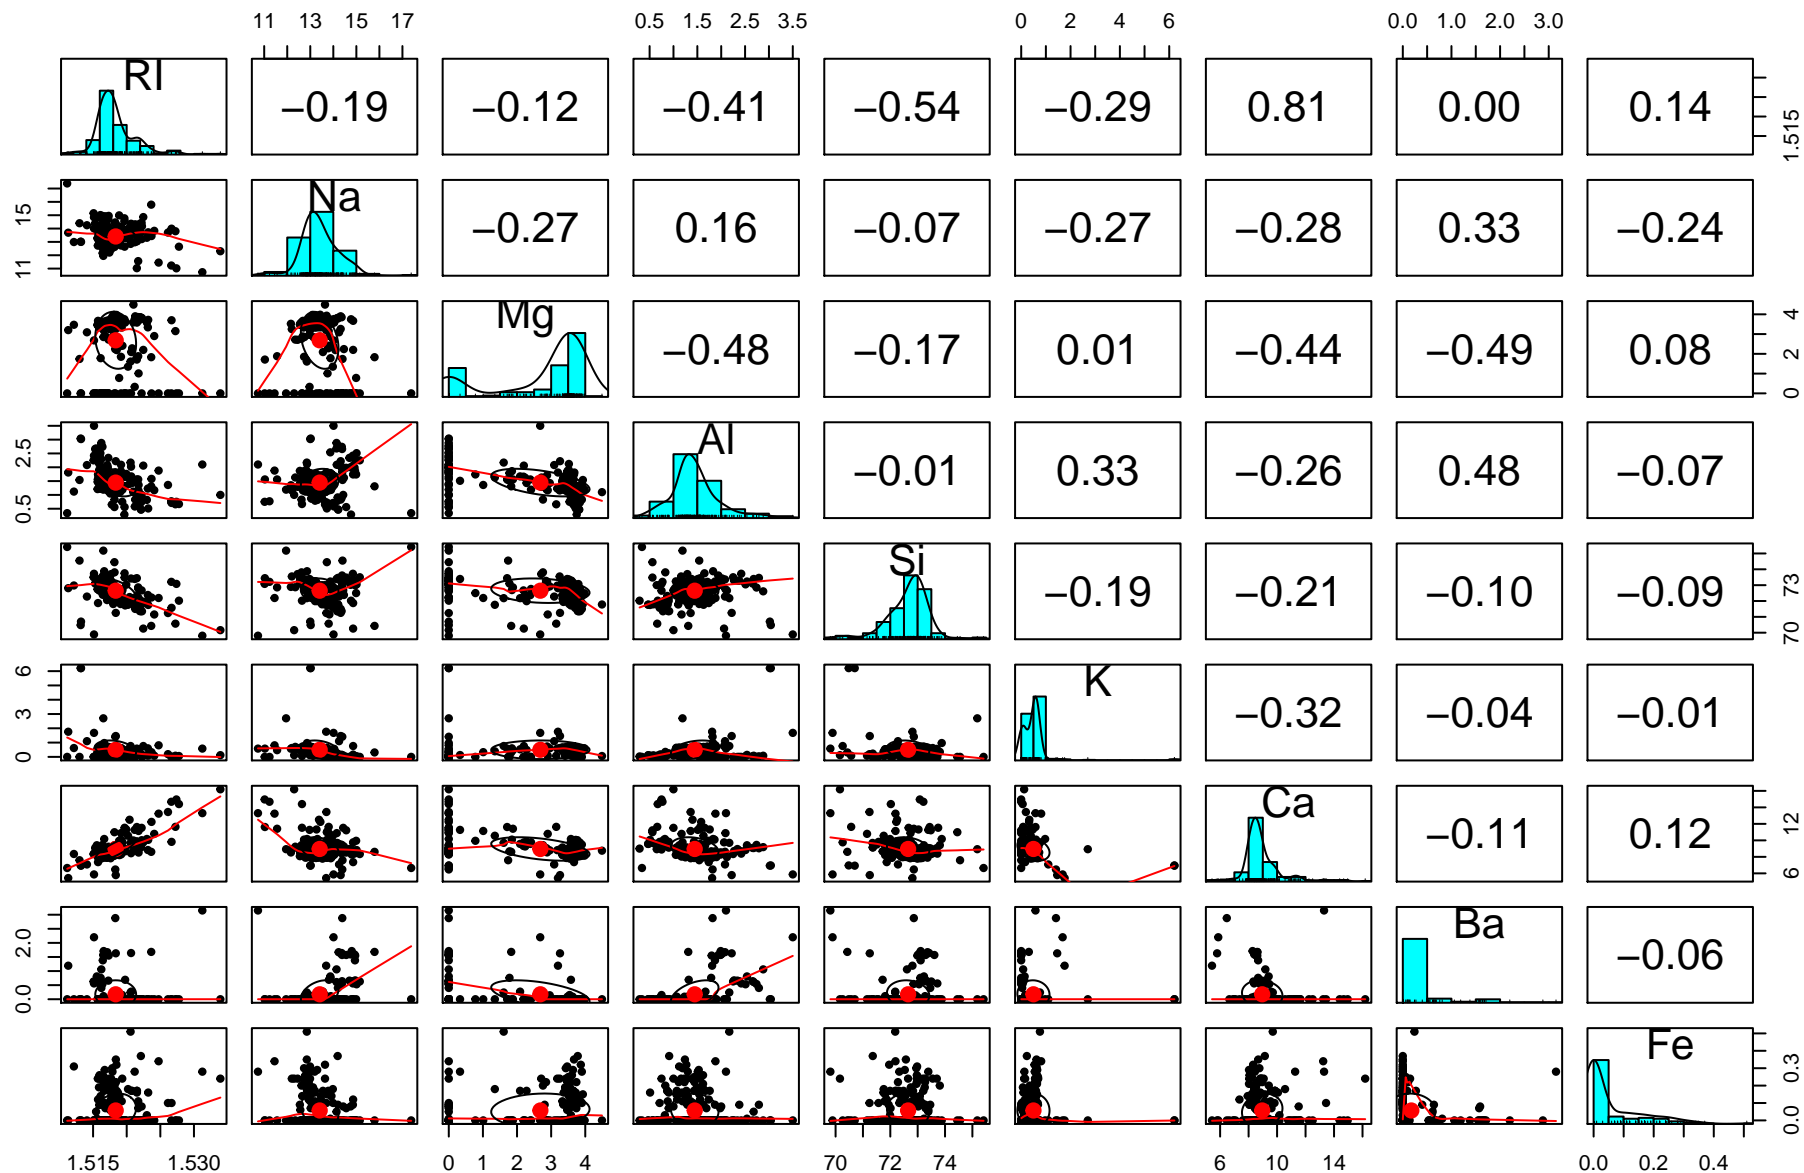 11 13 15 17 0.5 1.5 2.5 3.5 0 2 4 6 0.0 1.0 2.0 3.0
RI −0.19 −0.12 −0.41 −0.54 −0.29 0.81 0.00 0.14 1.515
11 15 Na −0.27 0.16 −0.07 −0.27 −0.28 0.33 −0.24
Mg −0.48 −0.17 0.01 −0.44 −0.49 0.08 0 2 4
0.5 2.5 Al −0.01 0.33 −0.26 0.48 −0.07
Si −0.19 −0.21 −0.10 −0.09 70 73
0 3 6 K −0.32 −0.04 −0.01
Ca −0.11 0.12 6 12
0.0 2.0 Ba −0.06
Fe 0.0 0.3
1.515 1.530 0 1 2 3 4 70 72 74 6 10 14 0.0 0.2 0.4